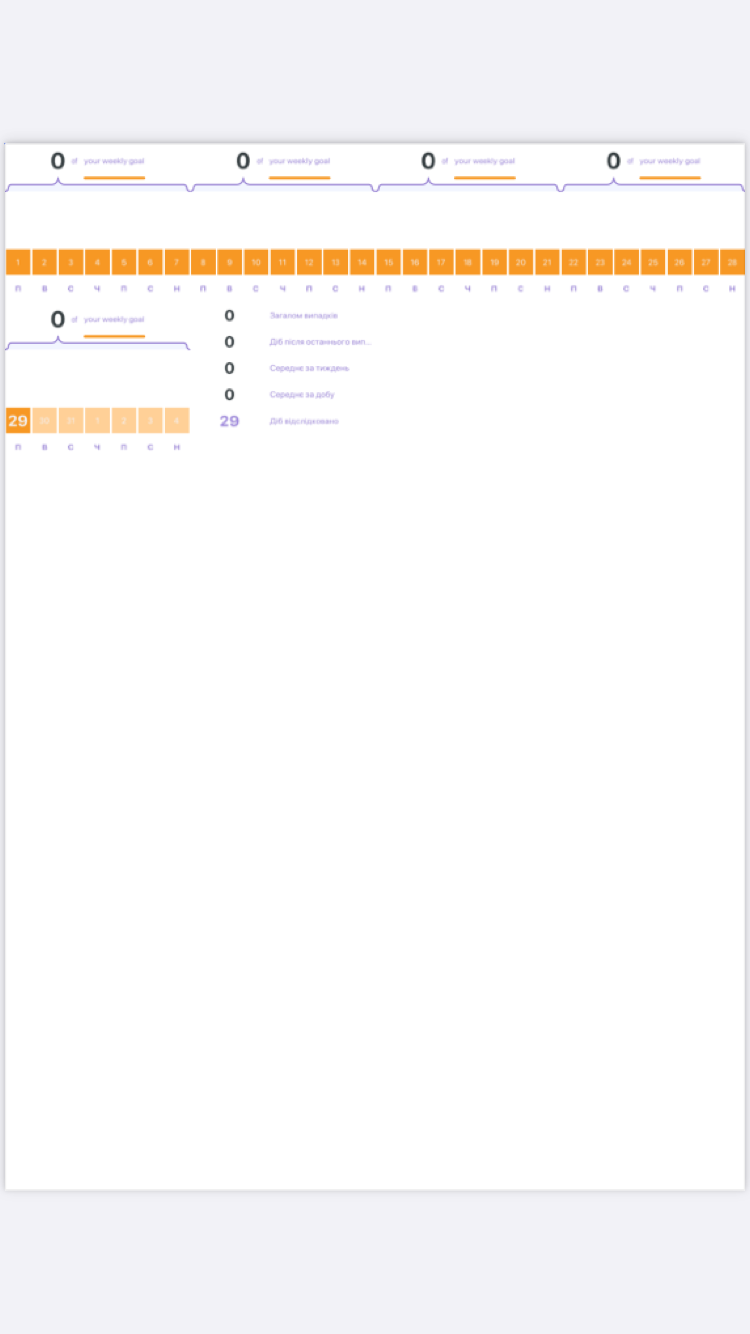 0 of your weekly goal 0 of your weekly goal 0 of your weekly goal 0 of your weekly goal
1 2 3 4 5 6 7 8 9 10 11 12 13 14 15 16 17 18 19 20 21 22 23 24 25 26 27 28
П В С Ч П С Н П В С Ч П С Н П В С Ч П С Н П В С Ч П С Н
0 of your weekly goal
29 30 31 1 2 3 4
П В С Ч П С Н
0 Загалом випадків
0 Діб після останнього вип...
0 Середнє за тиждень
0 Середнє за добу
29 Діб відслідковано